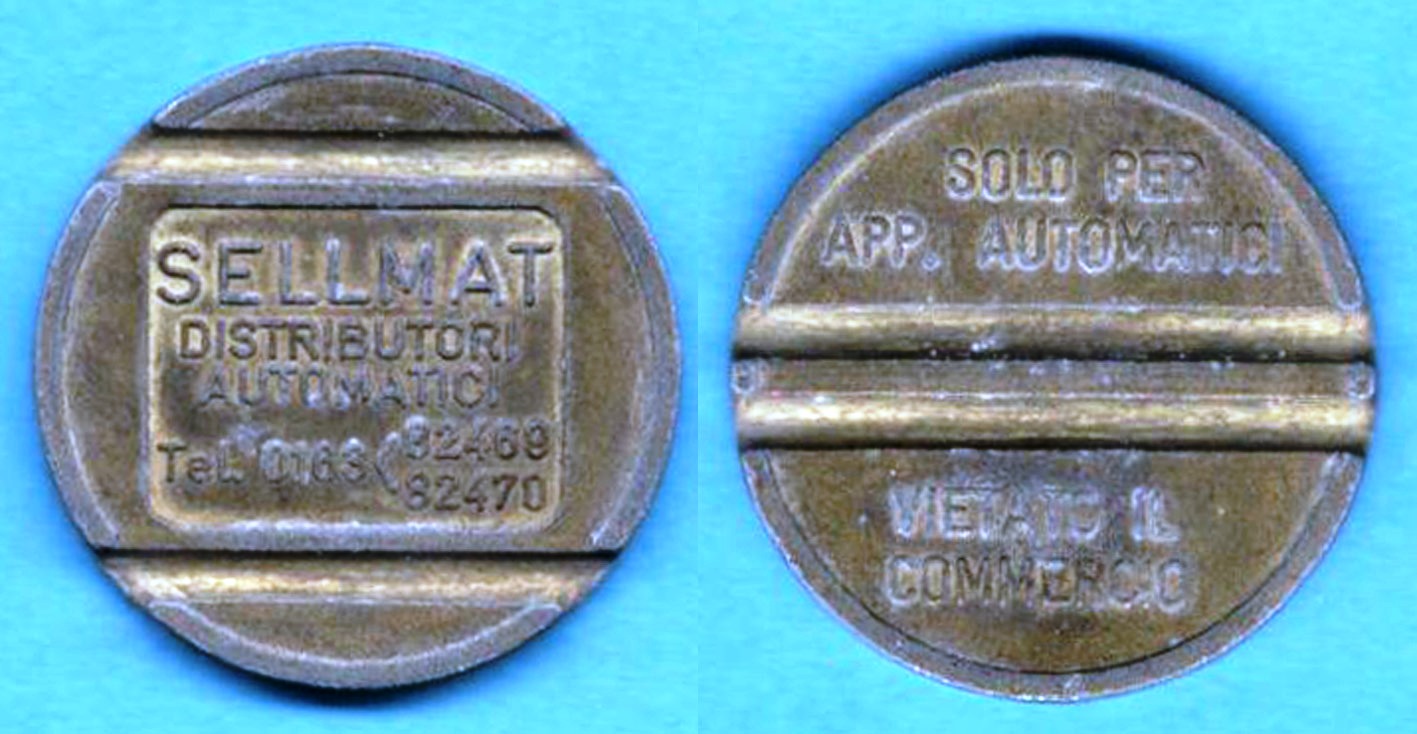 SELLMAT
DISTRIBUTORI
AUTOMATICI
Tel. 0163 82469
82470
SOLO PER
APP. AUTOMATICI
VIETATO IL
COMMERCIO